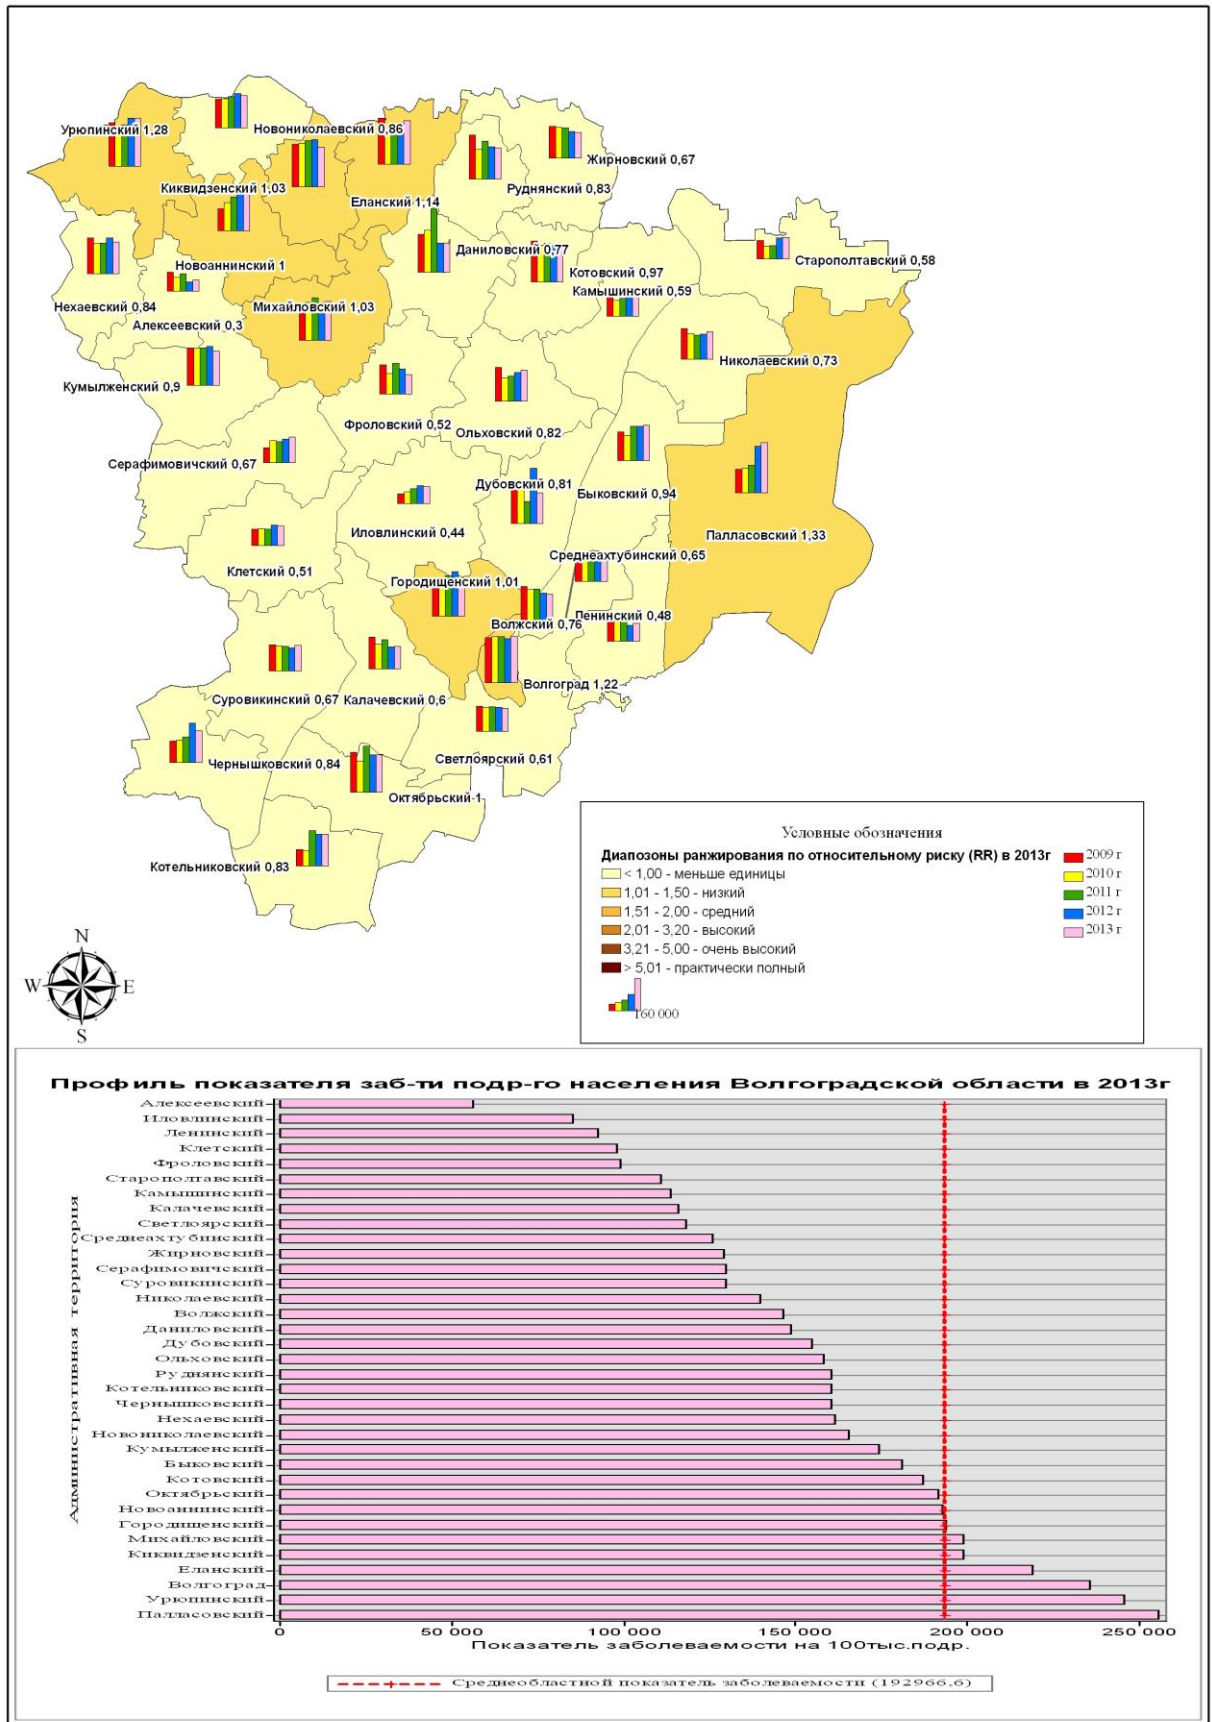 Урюпинский 1,28
Новониколаевский 0,86
Жирновский 0,67
Киквидзенский 1,03
Еланский 1,14
Руднянский 0,83
Даниловский 0,77
Старополтавский 0,58
Новоаннинский 1
Котовский 0,97
Камышинский 0,59
Нехаевский 0,84
Михайловский 1,03
Алексеевский 0,3
Николаевский 0,73
Кумылженский 0,9
Фроловский 0,52
Ольховский 0,82
Серафимовичский 0,67
Дубовский 0,81
Быковский 0,94
Иловлинский 0,44
Палласовский 1,33
Среднеахтубинский 0,65
Клетский 0,51
Городищенский 1,01
Ленинский 0,48
Волжский 0,76
Волгоград 1,22
Суровикинский 0,67
Калачевский 0,6
Светлоярский 0,61
Чернышковский 0,84
Октябрьский 1
Котельниковский 0,83
N
W
E
S
Условные обозначения
Диапозоны ранжирования по относительному риску (RR) в 2013г
< 1,00 - меньше единицы
1,01 - 1,50 - низкий
1,51 - 2,00 - средний
2,01 - 3,20 - высокий
3,21 - 5,00 - очень высокий
> 5,01 - практически полный
160 000
2009 г
2010 г
2011 г
2012 г
2013 г
Профиль показателя заб-ти подр-го населения Волгоградской области в 2013г
Административная территория
Алексеевский
Иловлинский
Ленинский
Клетский
Фроловский
Старополтавский
Камышинский
Калачевский
Светлоярский
Среднеахтубинский
Жирновский
Серафимовичский
Суровикинский
Николаевский
Волжский
Даниловский
Дубовский
Ольховский
Руднянский
Котельниковский
Чернышковский
Нехаевский
Новониколаевский
Кумылженский
Быковский
Котовский
Октябрьский
Новоаннинский
Городищенский
Михайловский
Киквидзенский
Еланский
Волгоград
Урюпинский
Палласовский
0 50 000 100 000 150 000 200 000 250 000
Показатель заболеваемости на 100тыс.подр.
Среднеобластной показатель заболеваемости (192966.6)